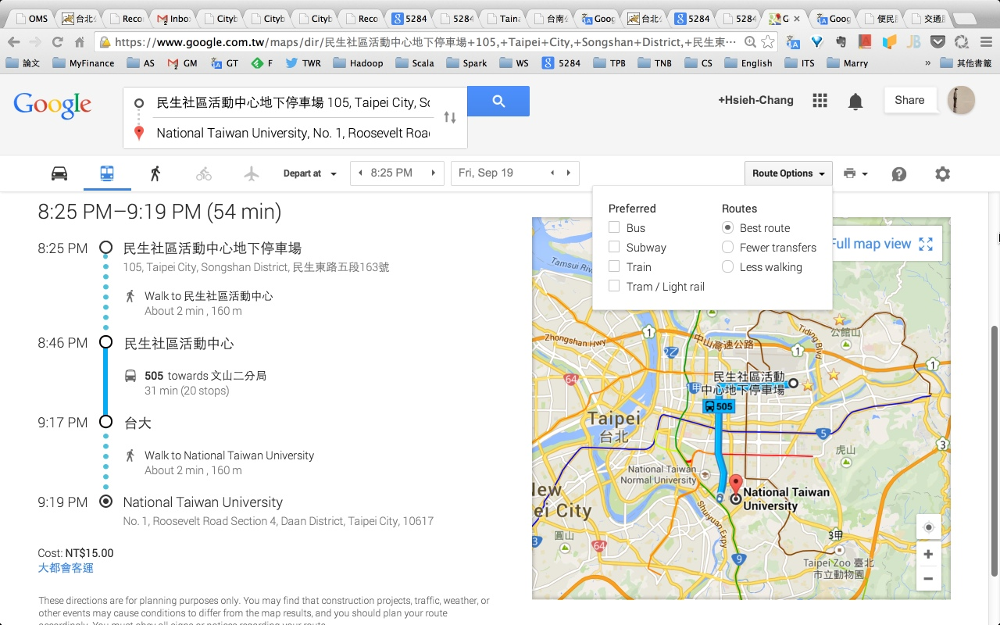 OMS
台北公
Reco
Inbo
Cityb
Cityb
Cityb
Reco
5284
5284
Taina
台南公
Goog
台北公
5284
5284
G
Goog
便民服
交通服
https://www.google.com.tw/maps/dir/民生社區活動中心地下停車場+105,+Taipei+City,+Songshan+District,+民生東…
論文
MyFinance
AS
GM
GT
F
TWR
Hadoop
Scala
Spark
WS
5284
TPB
TNB
CS
English
ITS
Marry
»
其他書籤
Google
民生社區活動中心地下停車場 105, Taipei City, So
National Taiwan University, No. 1, Roosevelt Roa
+Hsieh-Chang
Share
Depart at
8:25 PM
Fri, Sep 19
Route Options
Preferred
Bus
Subway
Train
Tram / Light rail
Routes
Best route
Fewer transfers
Less walking
8:25 PM–9:19 PM (54 min)
8:25 PM
民生社區活動中心地下停車場
105, Taipei City, Songshan District, 民生東路五段163號
Walk to 民生社區活動中心
About 2 min , 160 m
8:46 PM
民生社區活動中心
505 towards 文山二分局
31 min (20 stops)
9:17 PM
台大
Walk to National Taiwan University
About 2 min , 160 m
9:19 PM
National Taiwan University
No. 1, Roosevelt Road Section 4, Daan District, Taipei City, 10617
Cost: NT$15.00
大都會客運
These directions are for planning purposes only. You may find that construction projects, traffic, weather, or
other events may cause conditions to differ from the map results, and you should plan your route
accordingly. You must obey all signs or notices regarding your route.
Full map view
Tamsui Riv
Zhongshan Hwy
1
中山高速公路
2乙
1
Tiding Blvd
公館山
1
64
1甲
民生社區活動
中心地下停車場
505
Taipei
台北
5
虎山
3
National Taiwan
Normal University
National Taiwan
University
New
ei City
Shuiyuan Expy
圓山
3
64
9
3甲
Taipei Zoo 臺北
市立動物園